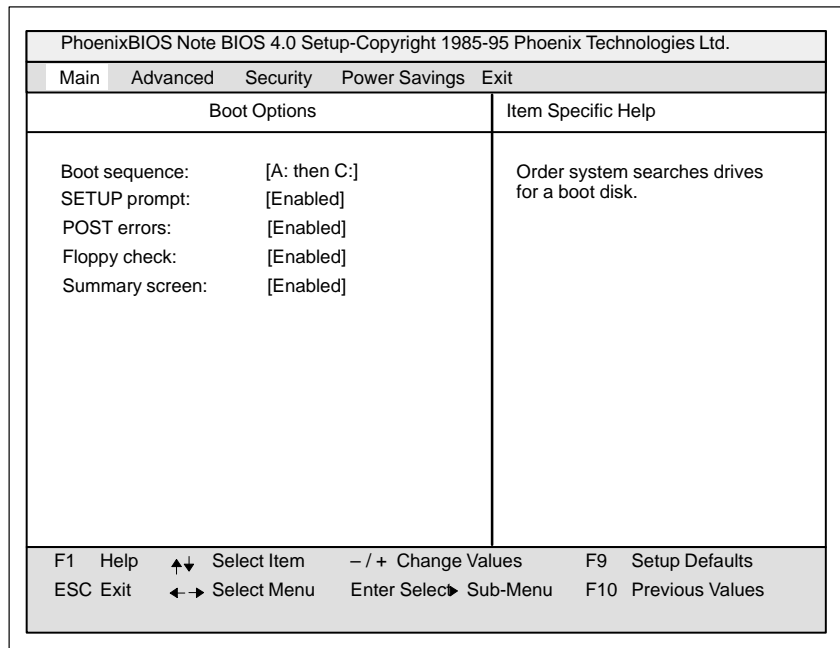 PhoenixBIOS Note BIOS 4.0 Setup-Copyright 1985-95 Phoenix Technologies Ltd.
Main Advanced Security Power Savings Exit
Boot Options
Item Specific Help
Boot sequence: [A: then C:]
SETUP prompt: [Enabled]
POST errors: [Enabled]
Floppy check: [Enabled]
Summary screen: [Enabled]
Order system searches drives
for a boot disk.
F1 Help Select Item – / + Change Values F9 Setup Defaults
ESC Exit Select Menu Enter Select Sub-Menu F10 Previous Values